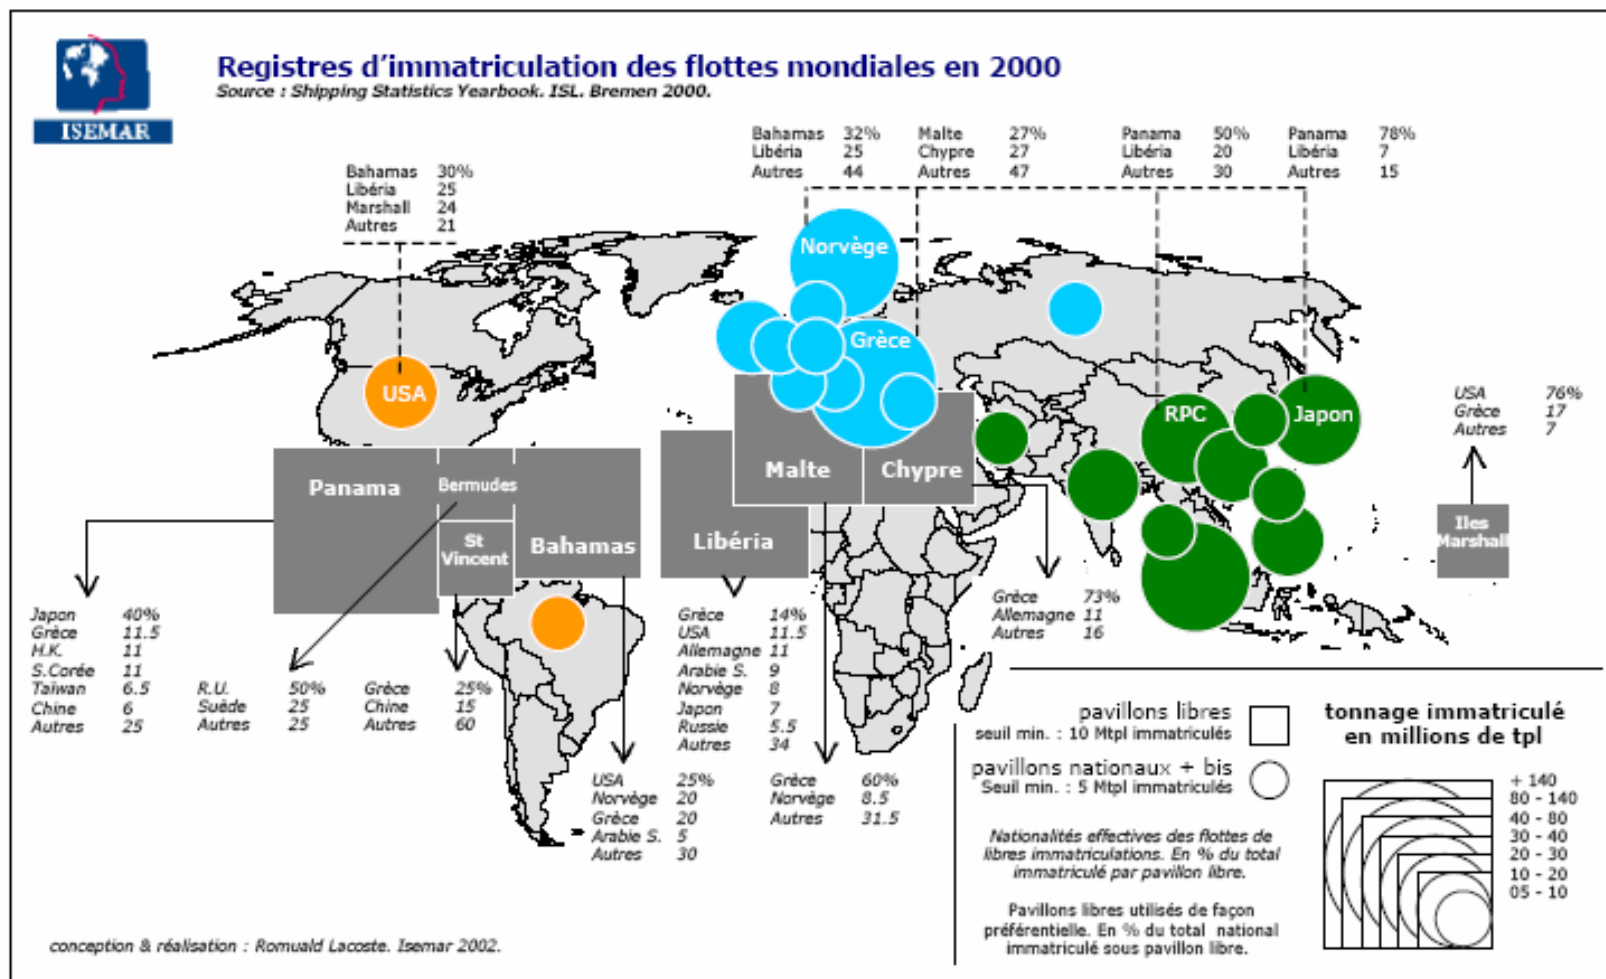 Registres d'immatriculation des flottes mondiales en 2000
Source : Shipping Statistics Yearbook. ISL. Bremen 2000.
ISEMAR
Bahamas 30%
Libéria 25
Marshall 24
Autres 21
Bahamas 32%
Libéria 25
Autres 44
Malte 27%
Chypre 27
Autres 47
Panama 50%
Libéria 20
Autres 30
Panama 78%
Libéria 7
Autres 15
Norvège
Grèce
USA
RPC
Japon
USA 76%
Grèce 17
Autres 7
Panama
Bermudes
St
Vincent
Bahamas
Libéria
Malte
Chypre
Iles
Marshall
Japon 40%
Grèce 11.5
H.K. 11
S.Corée 11
Taïwan 6.5
Chine 6
Autres 25
R.U. 50%
Suède 25
Autres 25
Grèce 25%
Chine 15
Autres 60
USA 25%
Norvège 20
Grèce 20
Arabie S. 5
Autres 30
Grèce 14%
USA 11.5
Allemagne 11
Arabie S. 9
Norvège 8
Japon 7
Russie 5.5
Autres 34
Grèce 60%
Norvège 8.5
Autres 31.5
Grèce 73%
Allemagne 11
Autres 16
pavillons libres
seuil min. : 10 Mtpl immatriculés
pavillons nationaux + bis
Seuil min. : 5 Mtpl immatriculés
Nationalités effectives des flottes de
libres immatriculations. En % du total
immatriculé par pavillon libre.
Pavillons libres utilisés de façon
préférentielle. En % du total national
immatriculé sous pavillon libre.
tonnage immatriculé
en millions de tpl
+ 140
80 - 140
40 - 80
30 - 40
20 - 30
10 - 20
05 - 10
conception & réalisation : Romuald Lacoste. Isemar 2002.